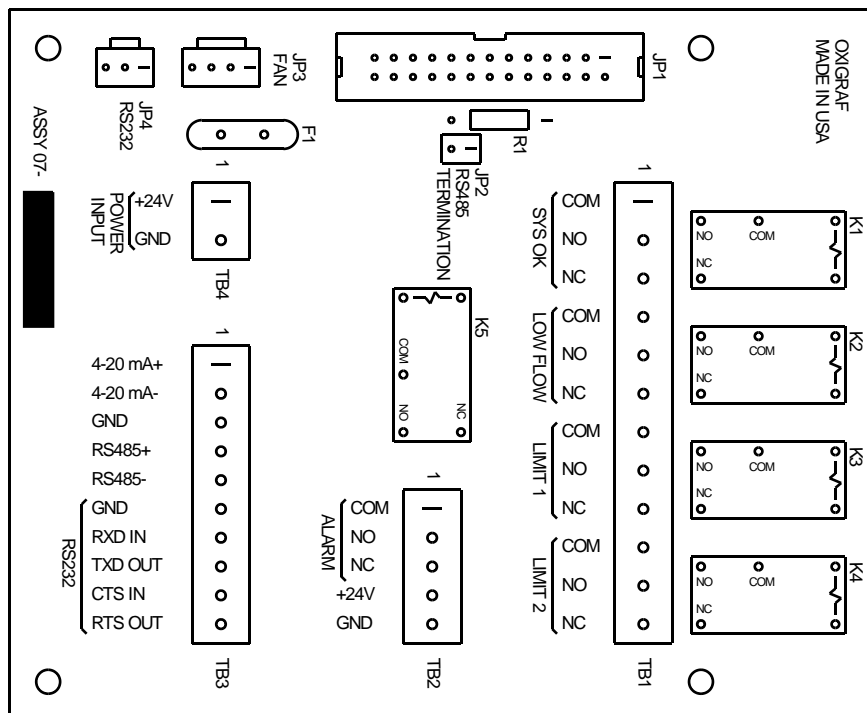 OXIGRAF
MADE IN USA
ASSY 07-
JP4
RS232
JP3
FAN
JP1
F1
R1
JP2
RS485
TERMINATION
POWER
INPUT
1
+24V
GND
TB4
1
4-20 mA+
4-20 mA-
GND
RS485+
RS485-
RS232
GND
RXD IN
TXD OUT
CTS IN
RTS OUT
TB3
K5
COM
NO
NC
ALARM
1
COM
NO
NC
+24V
GND
TB2
1
SYS OK
COM
NO
NC
LOW FLOW
COM
NO
NC
LIMIT 1
COM
NO
NC
LIMIT 2
COM
NO
NC
TB1
K1
NO
COM
NC
K2
NO
COM
NC
K3
NO
COM
NC
K4
NO
COM
NC